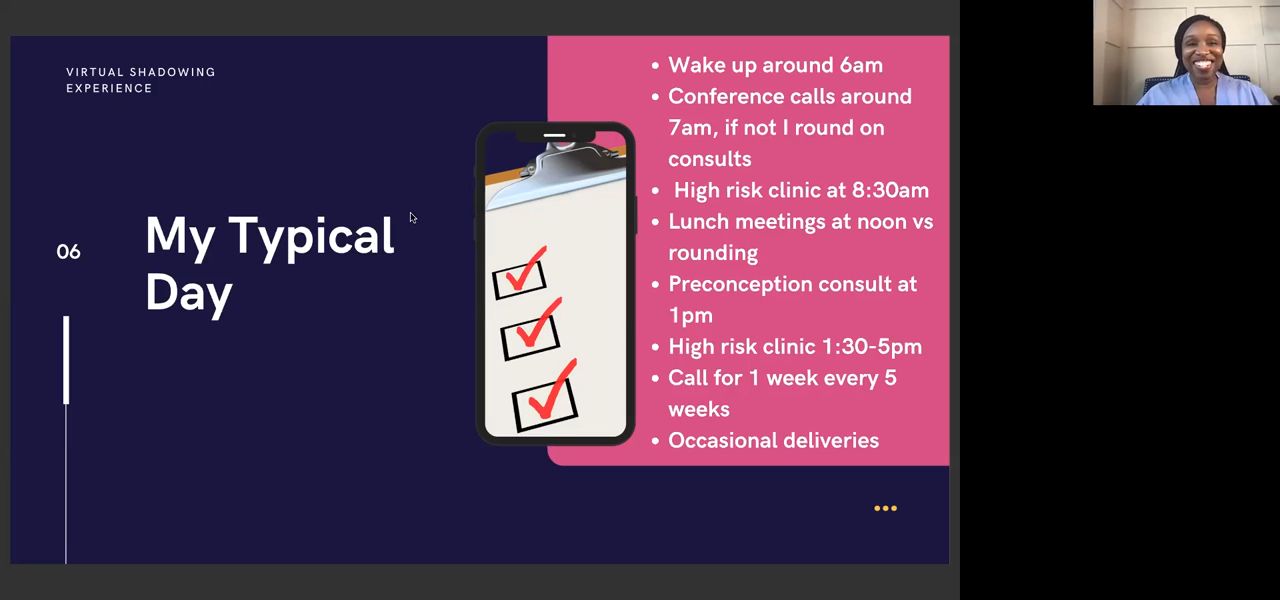 VIRTUAL SHADOWING
EXPERIENCE
06
My Typical
Day
• Wake up around 6am
• Conference calls around
7am, if not I round on
consults
• High risk clinic at 8:30am
• Lunch meetings at noon vs
rounding
• Preconception consult at
1pm
• High risk clinic 1:30-5pm
• Call for 1 week every 5
weeks
• Occasional deliveries